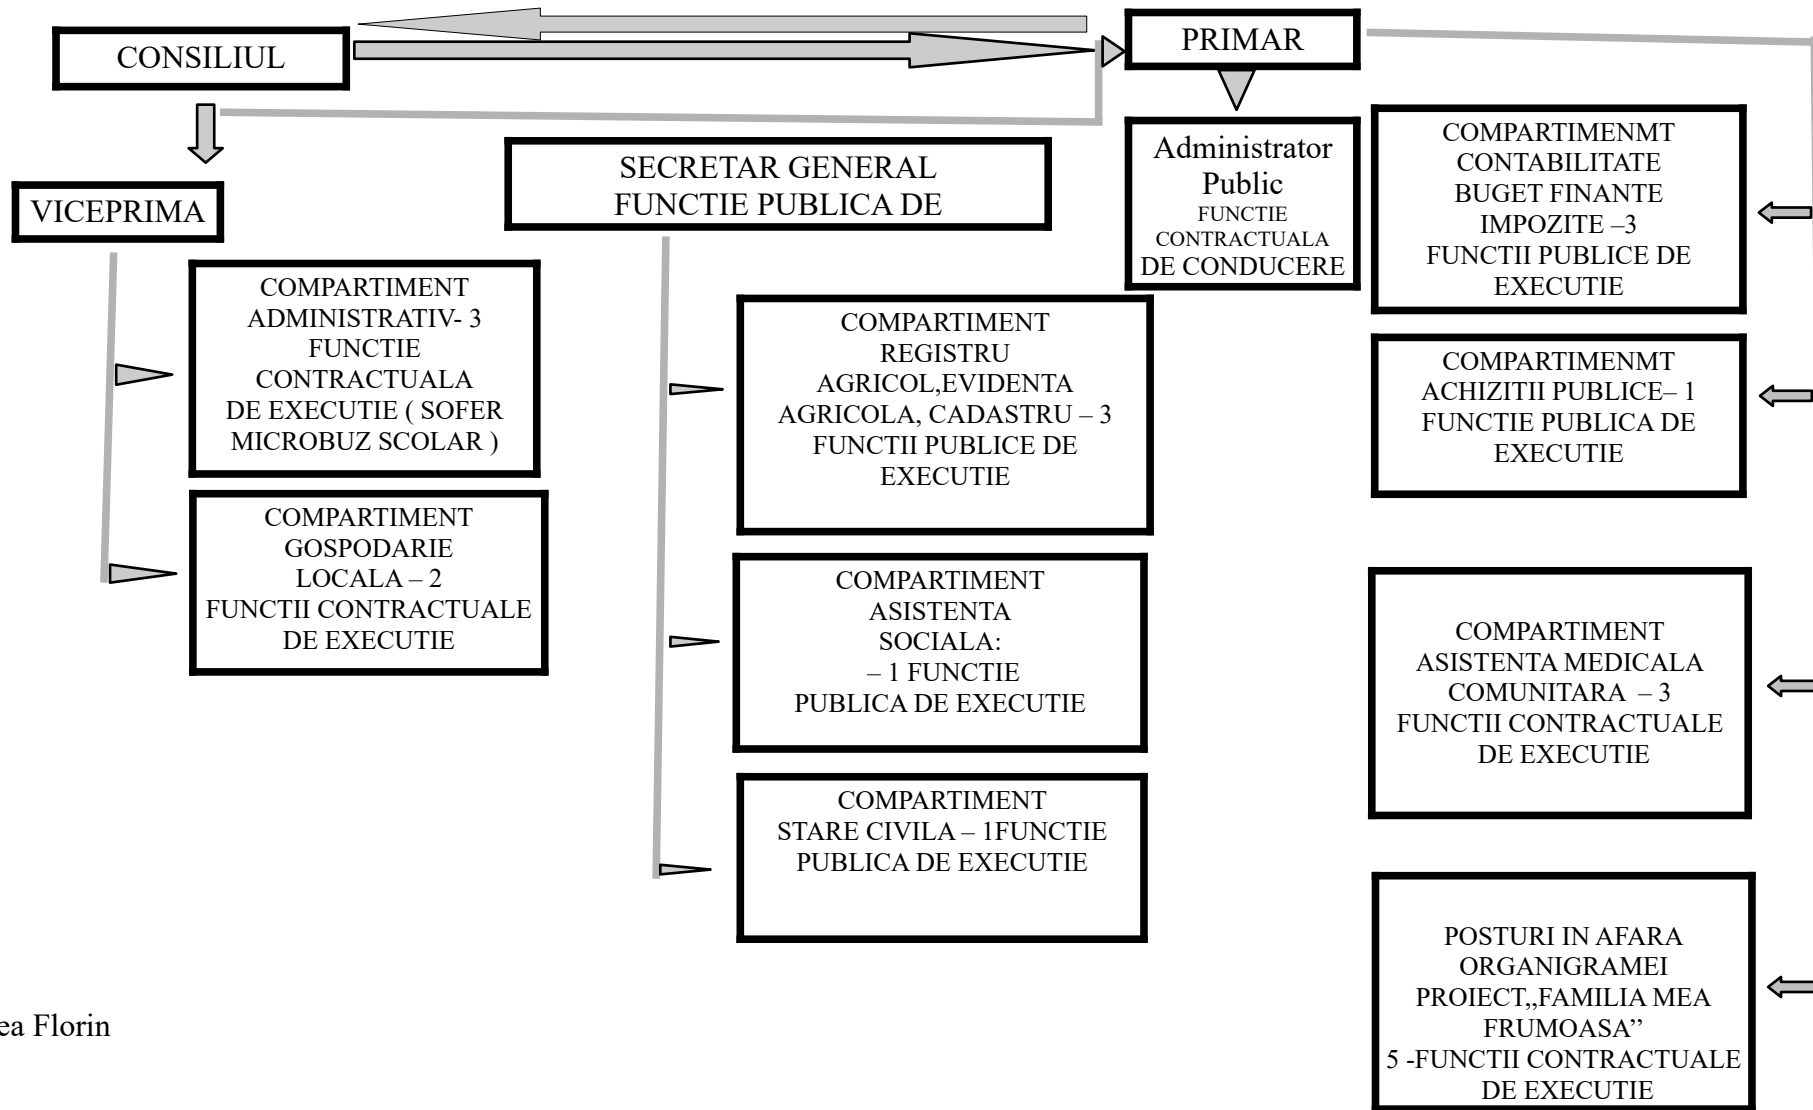 CONSILIUL
PRIMAR
VICEPRIMA
SECRETAR GENERAL
FUNCTIE PUBLICA DE
Administrator
Public
FUNCTIE
CONTRACTUALA
DE CONDUCERE
COMPARTIMENMT
CONTABILITATE
BUGET FINANTE
IMPOZITE –3
FUNCTII PUBLICE DE
EXECUTIE
COMPARTIMENT
ADMINISTRATIV- 3
FUNCTIE
CONTRACTUALA
DE EXECUTIE ( SOFER
MICROBUZ SCOLAR )
COMPARTIMENT
REGISTRU
AGRICOL,EVIDENTA
AGRICOLA, CADASTRU – 3
FUNCTII PUBLICE DE
EXECUTIE
COMPARTIMENMT
ACHIZITII PUBLICE– 1
FUNCTIE PUBLICA DE
EXECUTIE
COMPARTIMENT
GOSPODARIE
LOCALA – 2
FUNCTII CONTRACTUALE
DE EXECUTIE
COMPARTIMENT
ASISTENTA
SOCIALA:
– 1 FUNCTIE
PUBLICA DE EXECUTIE
COMPARTIMENT
ASISTENTA MEDICALA
COMUNITARA – 3
FUNCTII CONTRACTUALE
DE EXECUTIE
COMPARTIMENT
STARE CIVILA – 1FUNCTIE
PUBLICA DE EXECUTIE
POSTURI IN AFARA
ORGANIGRAMEI
PROIECT,,FAMILIA MEA
FRUMOASA”
5 -FUNCTII CONTRACTUALE
DE EXECUTIE
ea Florin